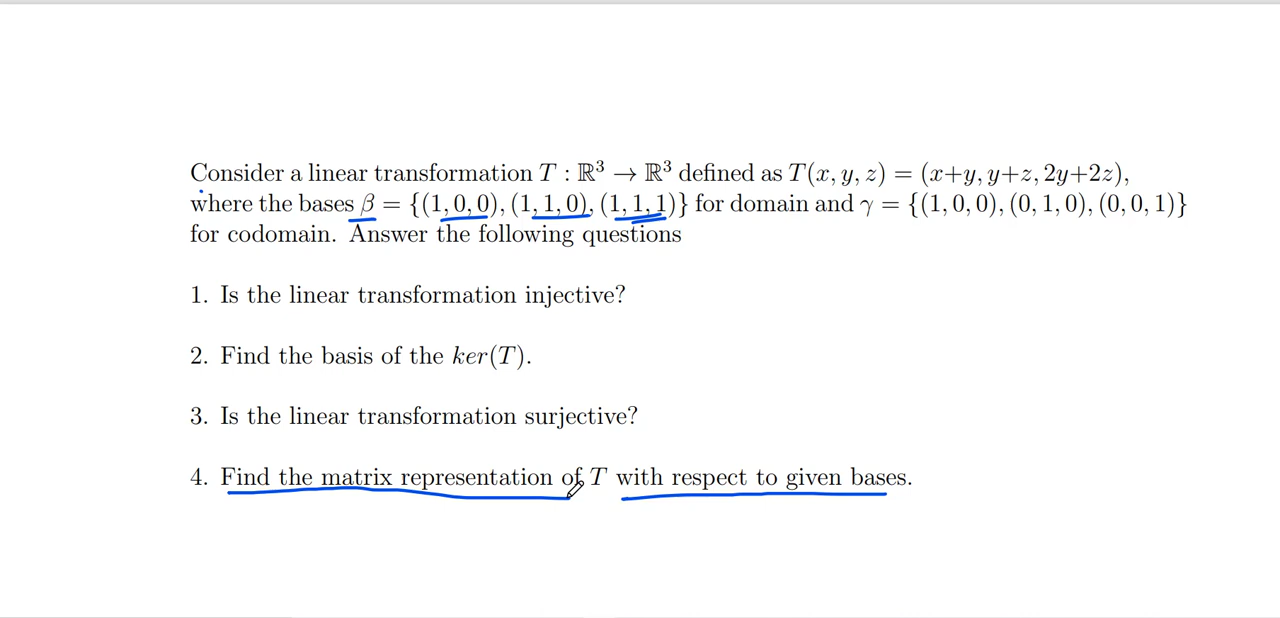 Consider a linear transformation T : ℝ³ → ℝ³ defined as T(x, y, z) = (x+y, y+z, 2y+2z),
where the bases β = {(1, 0, 0), (1, 1, 0), (1, 1, 1)} for domain and γ = {(1, 0, 0), (0, 1, 0), (0, 0, 1)}
for codomain. Answer the following questions
1. Is the linear transformation injective?
2. Find the basis of the ker(T).
3. Is the linear transformation surjective?
4. Find the matrix representation of T with respect to given bases.